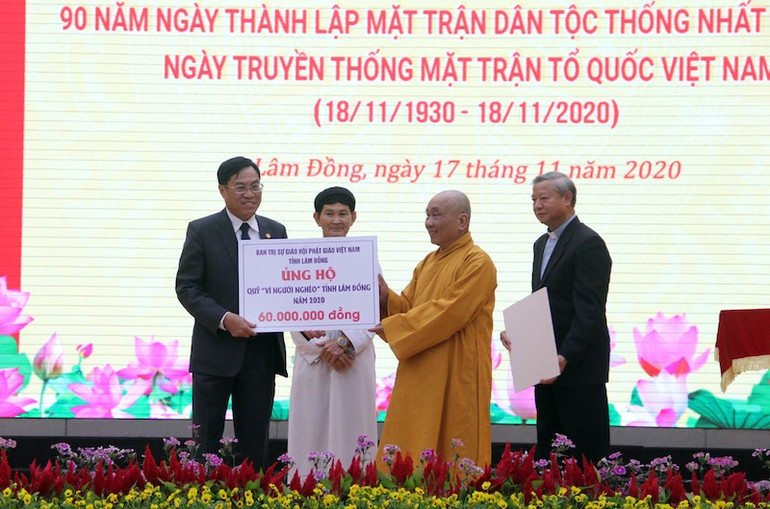 90 NĂM NGÀY THÀNH LẬP MẶT TRẬN DÂN TỘC THỐNG NHẤT
NGÀY TRUYỀN THỐNG MẶT TRẬN TỔ QUỐC VIỆT NAM
(18/11/1930 - 18/11/2020)
Lâm Đồng, ngày 17 tháng 11 năm 2020
BAN TRỊ SỰ GIÁO HỘI PHẬT GIÁO VIỆT NAM
TỈNH LÂM ĐỒNG
ỦNG HỘ
QUỸ "VÌ NGƯỜI NGHÈO" TỈNH LÂM ĐỒNG
NĂM 2020
60.000.000 đồng